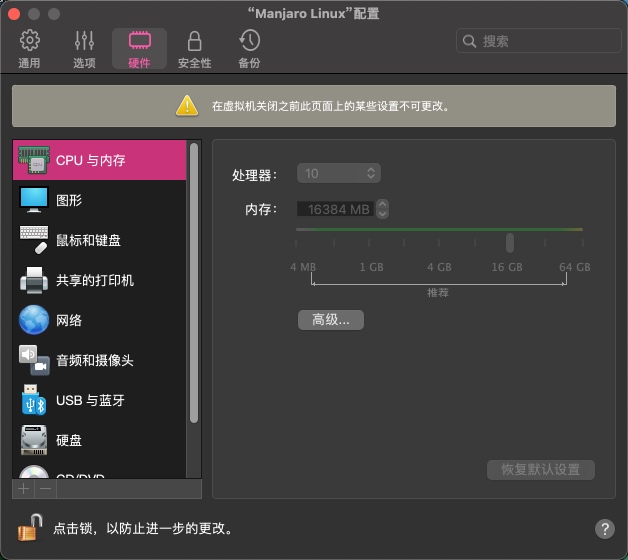 “Manjaro Linux”配置
通用
选项
硬件
安全性
备份
搜索
在虚拟机关闭之前此页面上的某些设置不可更改。
CPU 与内存
图形
鼠标和键盘
共享的打印机
网络
音频和摄像头
USB 与蓝牙
硬盘
CD/DVD
处理器： 10
内存： 16384 MB
4 MB 1 GB 4 GB 16 GB 64 GB
推荐
高级...
恢复默认设置
点击锁，以防止进一步的更改。
?